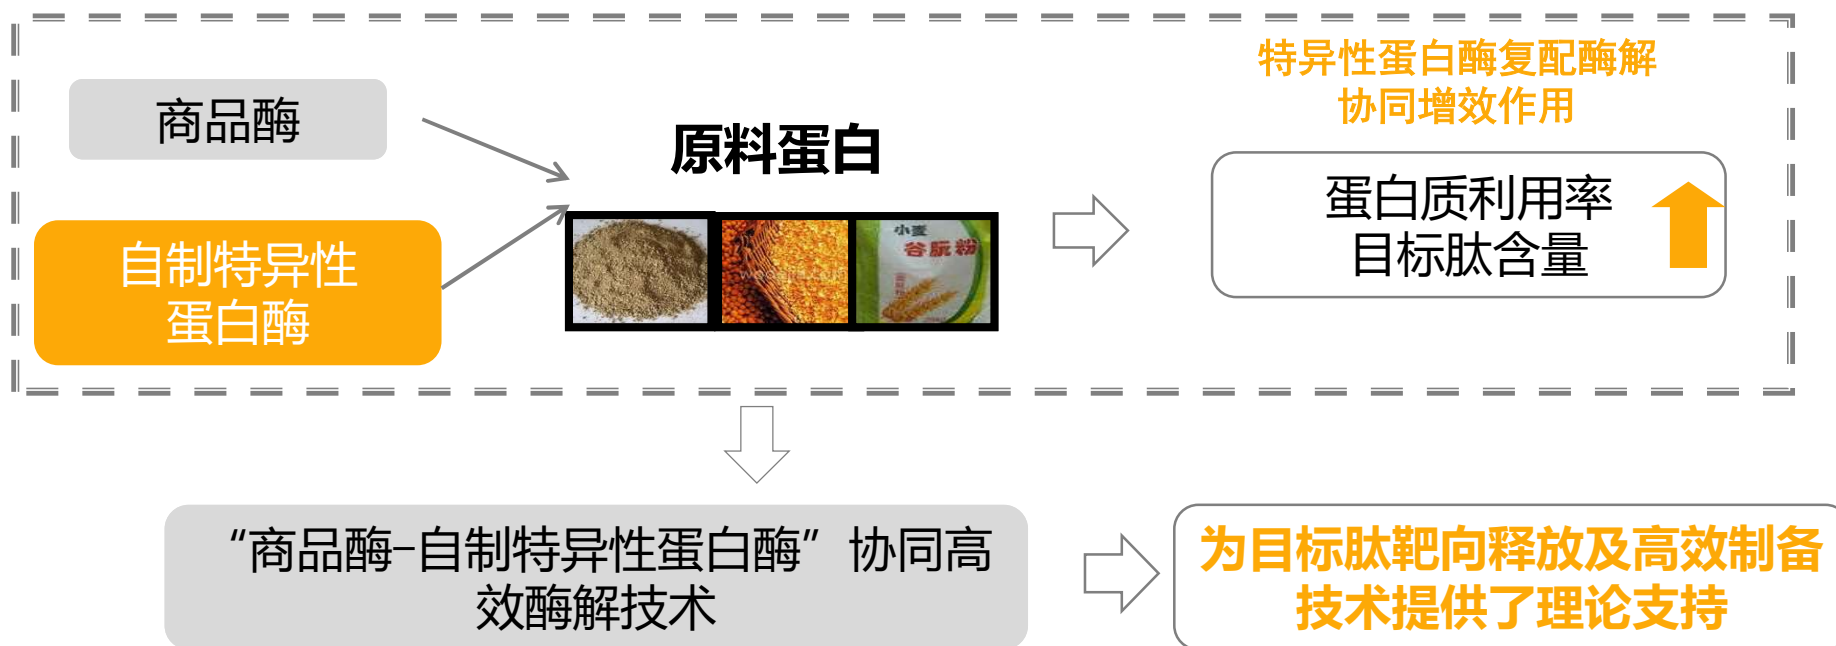 特异性蛋白酶复配酶解
协同增效作用
商品酶
原料蛋白
自制特异性
蛋白酶
小麦
谷朊粉
蛋白质利用率
目标肽含量
“商品酶-自制特异性蛋白酶”协同高
效酶解技术
为目标肽靶向释放及高效制备
技术提供了理论支持